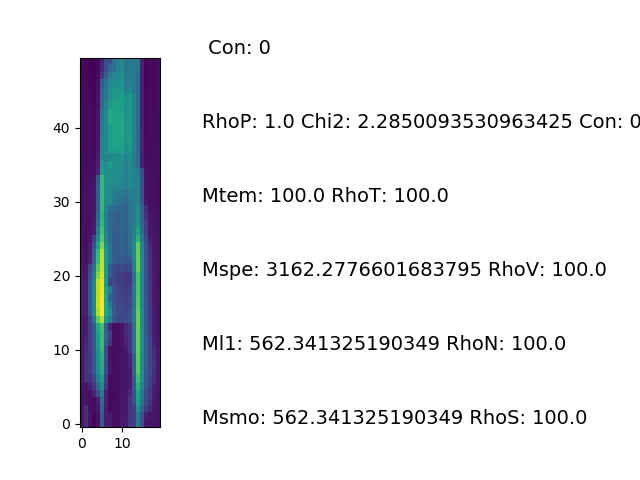 Con: 0
RhoP: 1.0 Chi2: 2.2850093530963425 Con: 0
Mtem: 100.0 RhoT: 100.0
Mspe: 3162.2776601683795 RhoV: 100.0
Ml1: 562.341325190349 RhoN: 100.0
Msmo: 562.341325190349 RhoS: 100.0
40
30
20
10
0
0 10